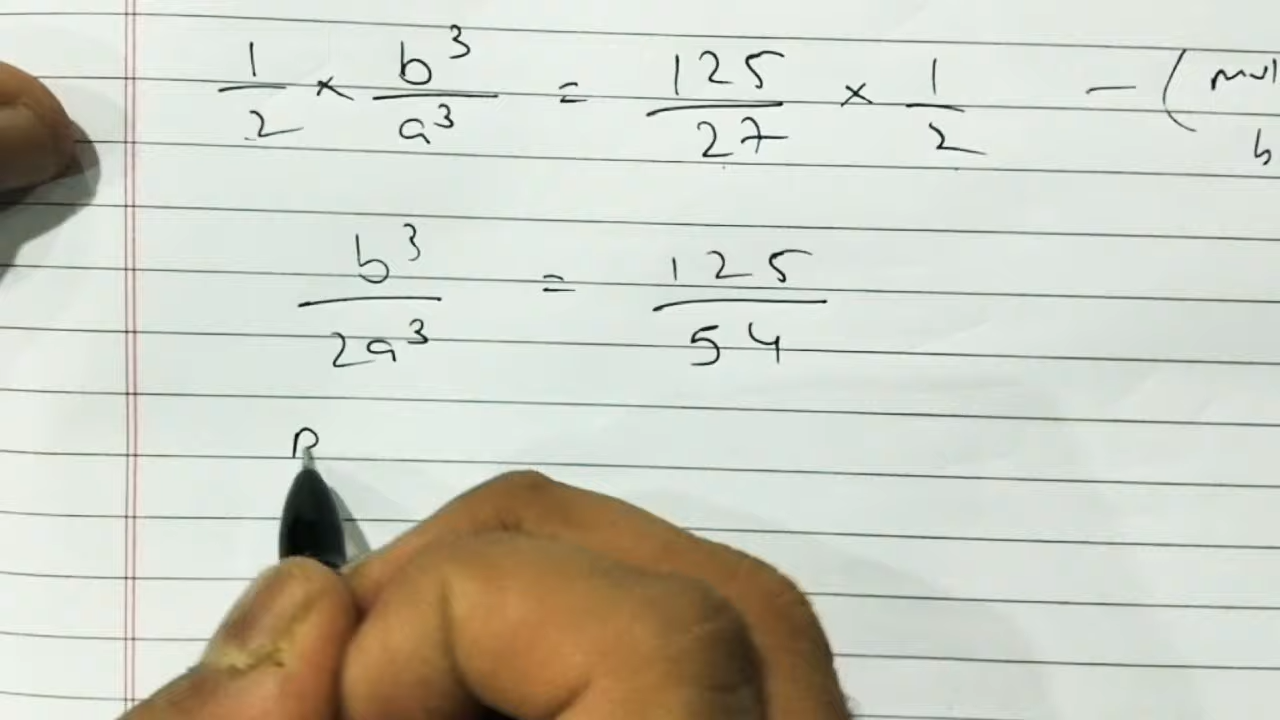 1/2 × b³/a³ = 125/27 × 1/2 — (
b³/2a³ = 125/54